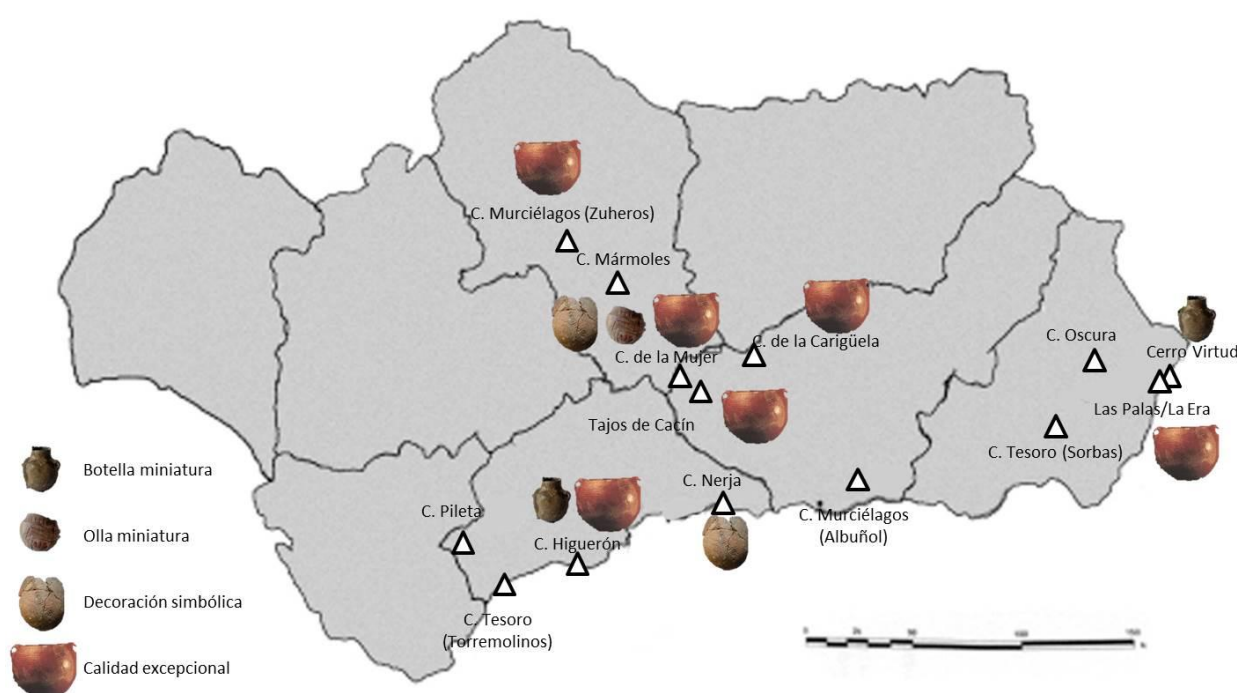 C. Murciélagos (Zuheros)
C. Mármoles
C. de la Mujer
C. de la Carigüela
Tajos de Cacín
C. Oscura
Cerro Virtud
Las Palas/La Era
C. Tesoro (Sorbas)
C. Nerja
C. Murciélagos
(Albuñol)
C. Pileta
C. Higuerón
C. Tesoro
(Torremolinos)
Botella miniatura
Olla miniatura
Decoración simbólica
Calidad excepcional